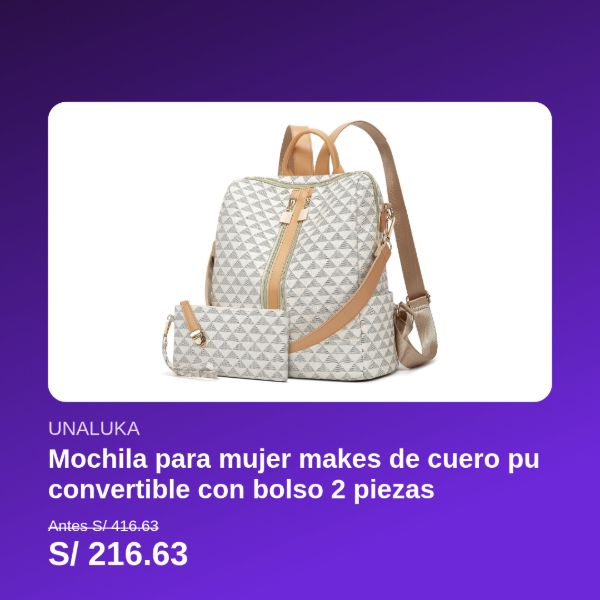 UNALUKA
Mochila para mujer makes de cuero pu
convertible con bolso 2 piezas
Antes S/ 416.63
S/ 216.63